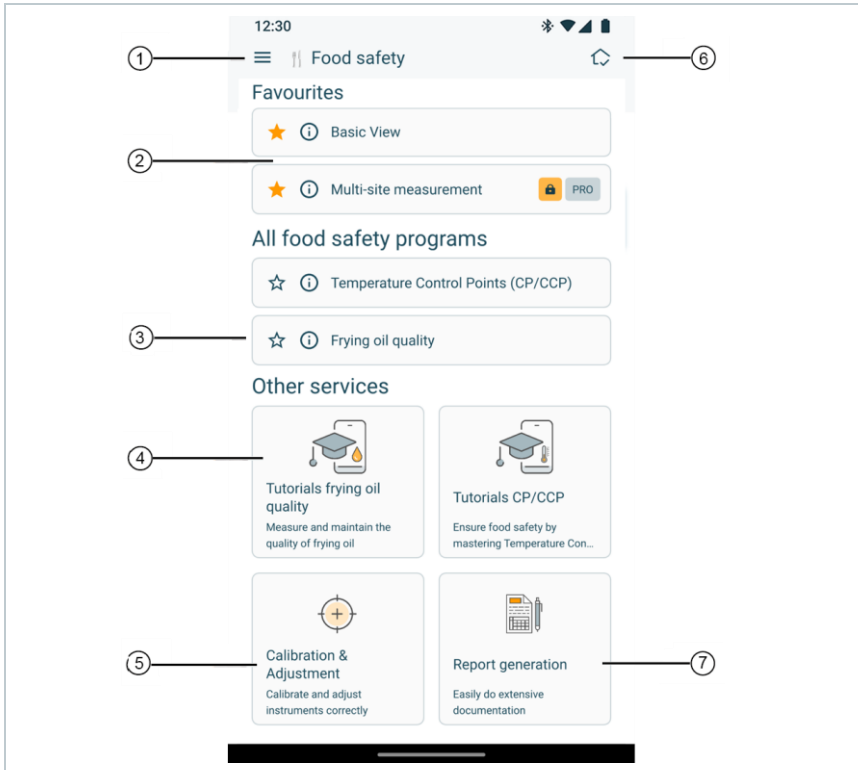 12:30
1 Food safety 6
Favourites
Basic View
2
Multi-site measurement PRO
All food safety programs
Temperature Control Points (CP/CCP)
3 Frying oil quality
Other services
4
Tutorials frying oil
quality
Measure and maintain the
quality of frying oil
Tutorials CP/CCP
Ensure food safety by
mastering Temperature Con...
5
Calibration &
Adjustment
Calibrate and adjust
instruments correctly
Report generation
Easily do extensive
documentation
7